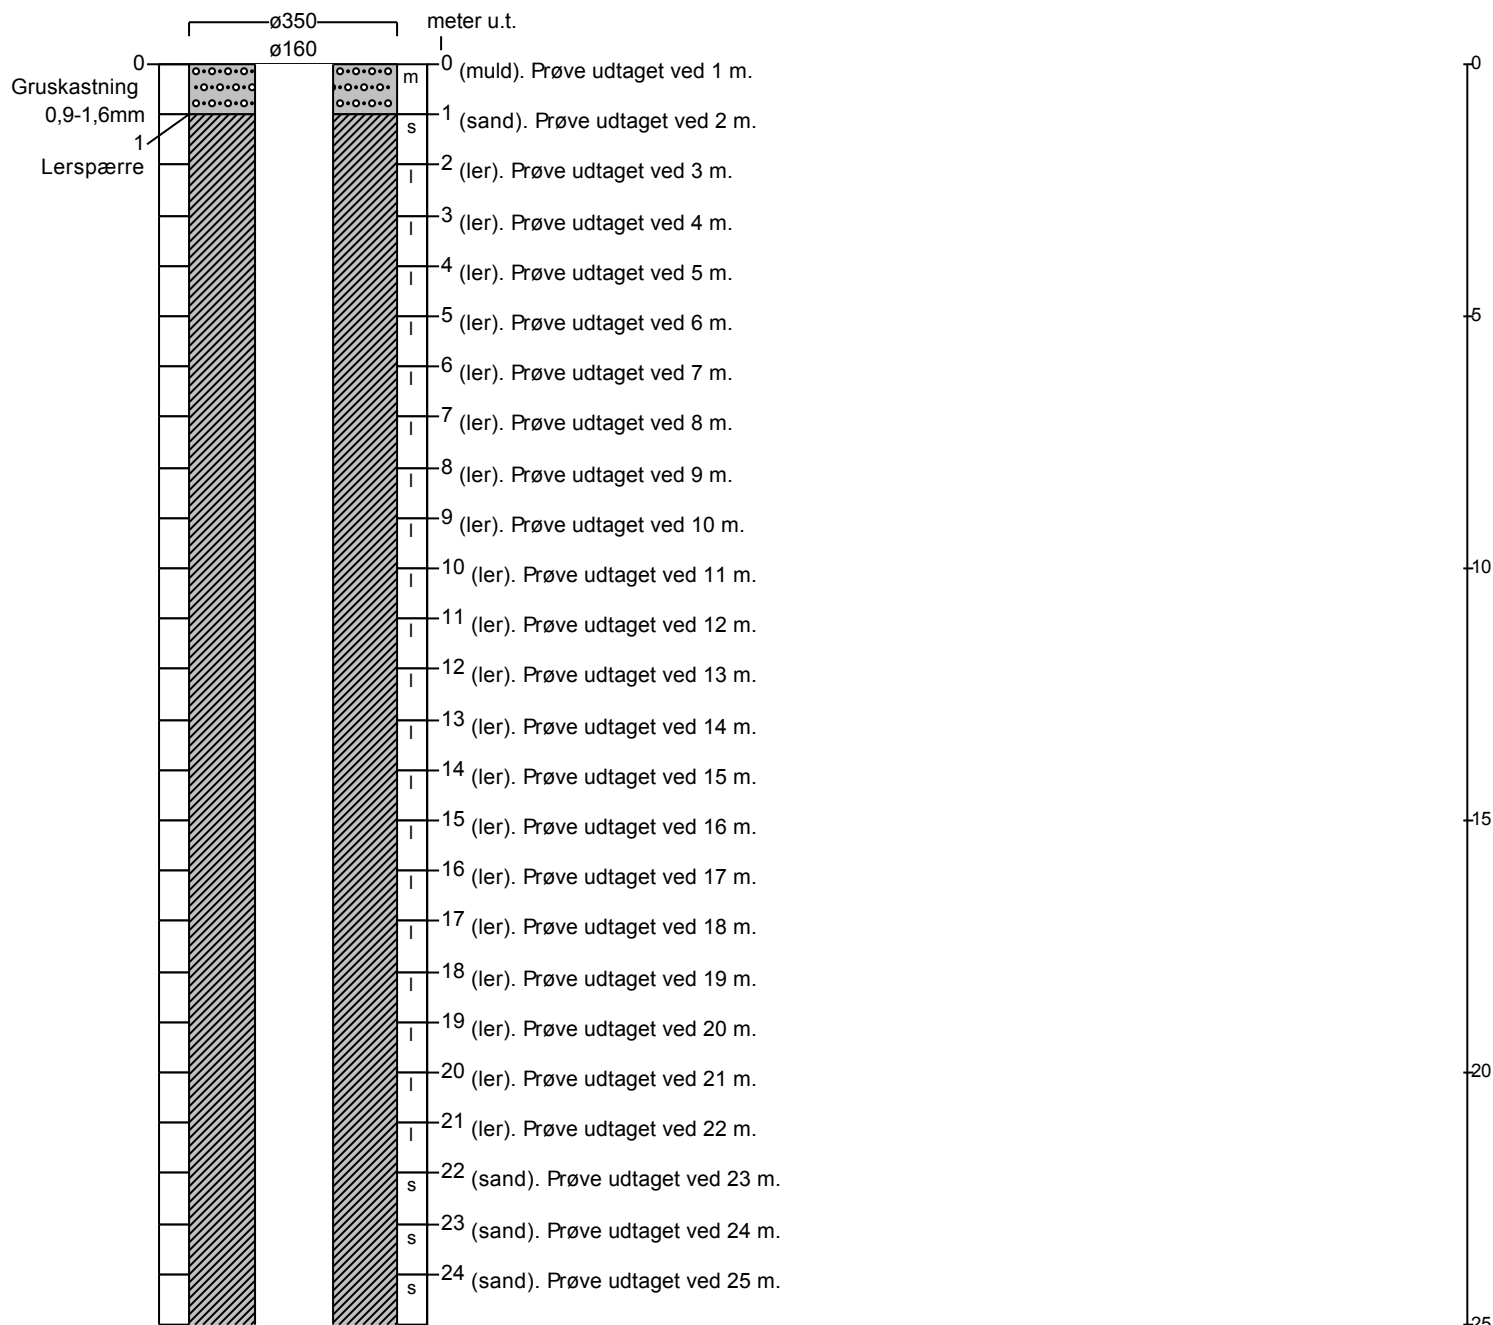 ø350 meter u.t.
ø160
0 m 0 (muld). Prøve udtaget ved 1 m. 0
Gruskastning
0,9-1,6mm
s 1 (sand). Prøve udtaget ved 2 m.
1
Lerspærre
l 2 (ler). Prøve udtaget ved 3 m.
l 3 (ler). Prøve udtaget ved 4 m.
l 4 (ler). Prøve udtaget ved 5 m.
l 5 (ler). Prøve udtaget ved 6 m. 5
l 6 (ler). Prøve udtaget ved 7 m.
l 7 (ler). Prøve udtaget ved 8 m.
l 8 (ler). Prøve udtaget ved 9 m.
l 9 (ler). Prøve udtaget ved 10 m.
l 10 (ler). Prøve udtaget ved 11 m. 10
l 11 (ler). Prøve udtaget ved 12 m.
l 12 (ler). Prøve udtaget ved 13 m.
l 13 (ler). Prøve udtaget ved 14 m.
l 14 (ler). Prøve udtaget ved 15 m.
l 15 (ler). Prøve udtaget ved 16 m. 15
l 16 (ler). Prøve udtaget ved 17 m.
l 17 (ler). Prøve udtaget ved 18 m.
l 18 (ler). Prøve udtaget ved 19 m.
l 19 (ler). Prøve udtaget ved 20 m.
l 20 (ler). Prøve udtaget ved 21 m. 20
l 21 (ler). Prøve udtaget ved 22 m.
s 22 (sand). Prøve udtaget ved 23 m.
s 23 (sand). Prøve udtaget ved 24 m.
s 24 (sand). Prøve udtaget ved 25 m.
25